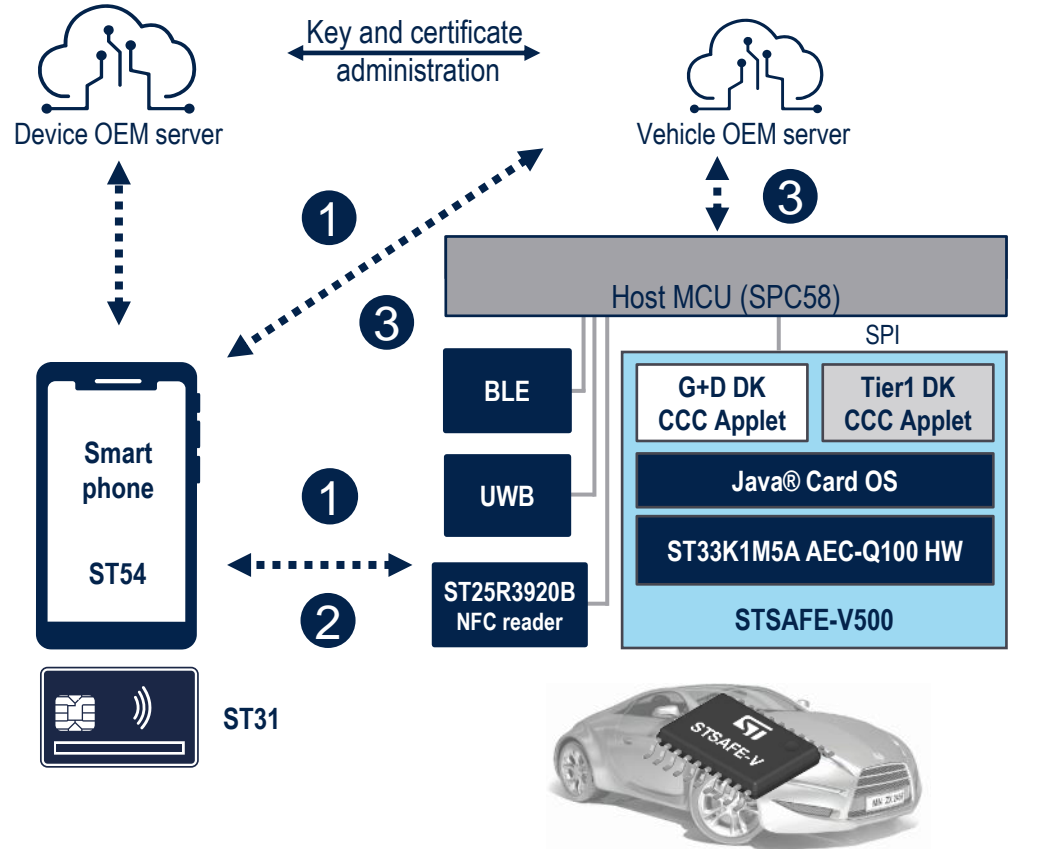 Key and certificate
administration
Device OEM server
Vehicle OEM server
1
3
3
Host MCU (SPC58)
SPI
BLE
G+D DK
CCC Applet
Tier1 DK
CCC Applet
Smart
phone
UWB
Java® Card OS
1
ST33K1M5A AEC-Q100 HW
ST54
ST25R3920B
NFC reader
2
STSAFE-V500
ST31
ST
STSAFE-V